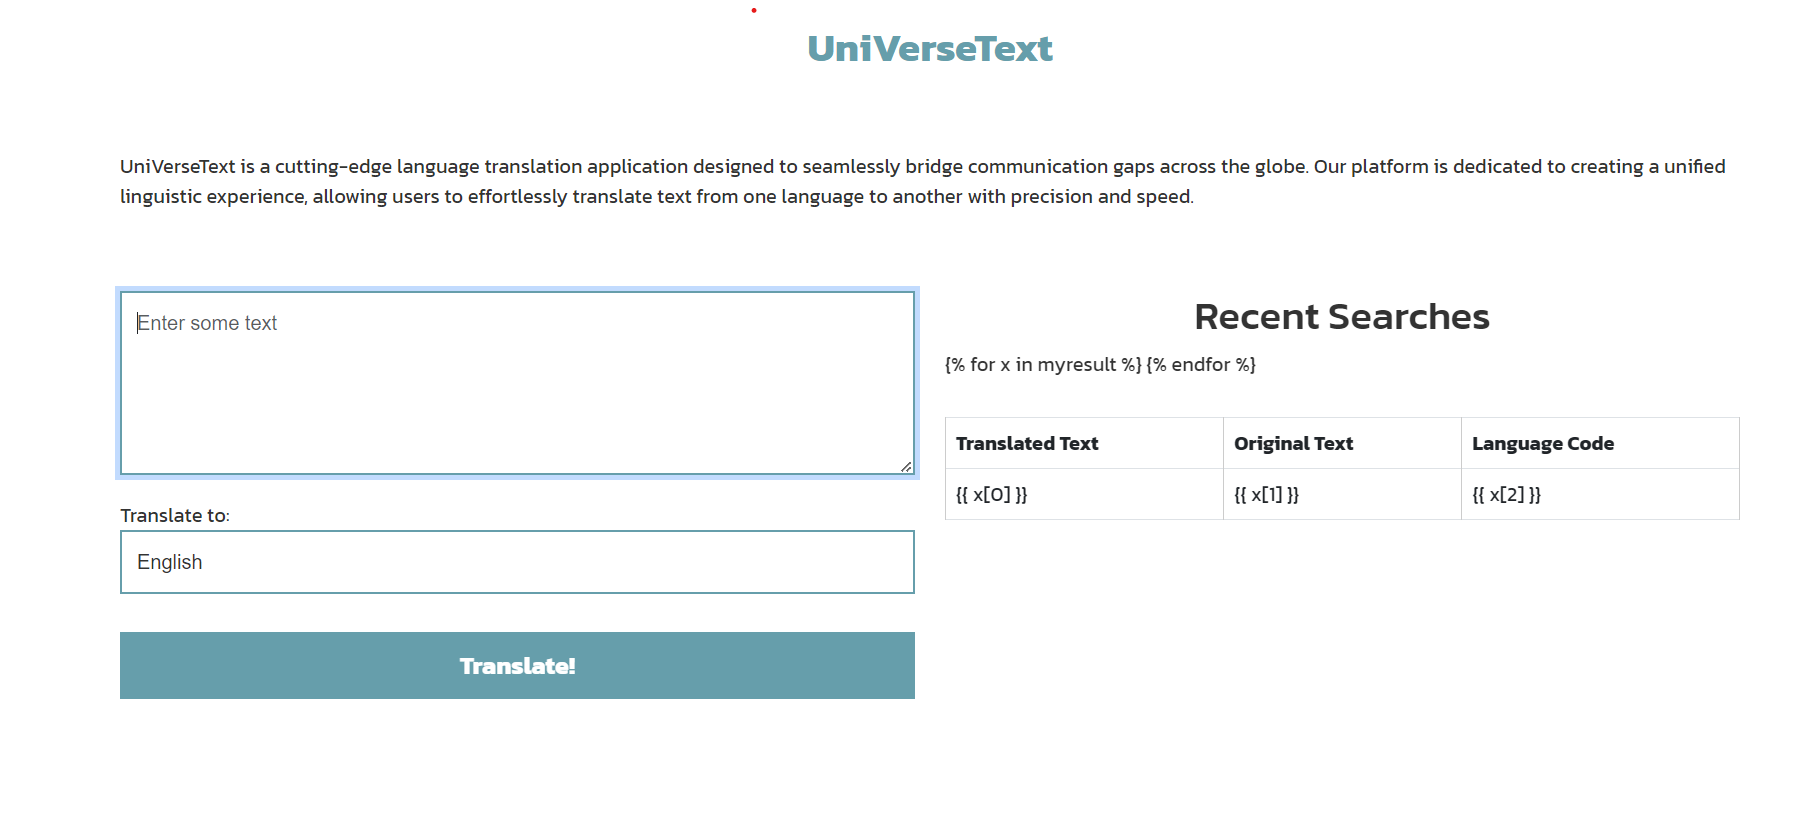 UniVerseText
UniVerseText is a cutting-edge language translation application designed to seamlessly bridge communication gaps across the globe. Our platform is dedicated to creating a unified
linguistic experience, allowing users to effortlessly translate text from one language to another with precision and speed.
Enter some text
Translate to:
English
Translate!
Recent Searches
{% for x in myresult %} {% endfor %}
Translated Text Original Text Language Code
{{ x[0] }} {{ x[1] }} {{ x[2] }}